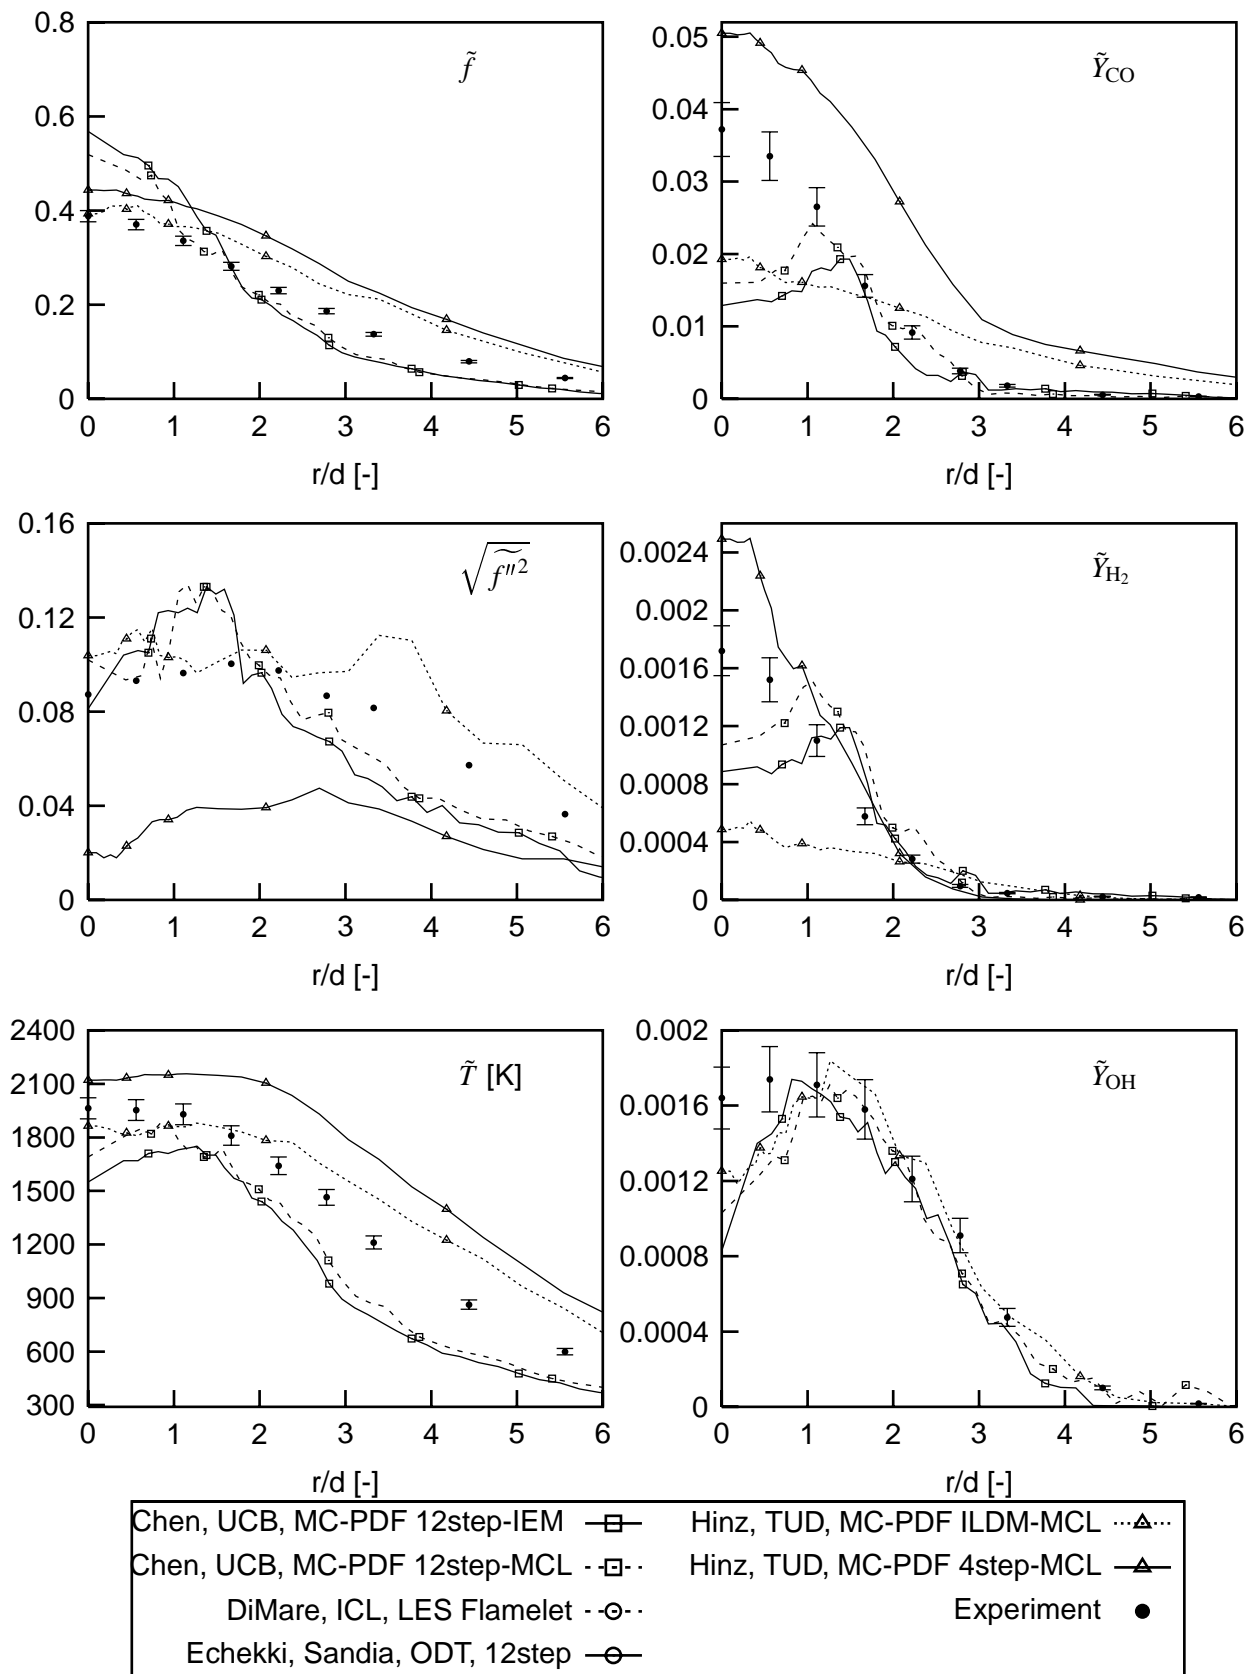 0.8
0.6
0.4
0.2
0
f̃
0 1 2 3 4 5 6
r/d [-]
0.05
0.04
0.03
0.02
0.01
0
Ỹ_CO
0 1 2 3 4 5 6
r/d [-]
0.16
0.12
0.08
0.04
0
√f″²
0 1 2 3 4 5 6
r/d [-]
0.0024
0.002
0.0016
0.0012
0.0008
0.0004
0
Ỹ_H₂
0 1 2 3 4 5 6
r/d [-]
2400
2100
1800
1500
1200
900
600
300
T̃ [K]
0 1 2 3 4 5 6
r/d [-]
0.002
0.0016
0.0012
0.0008
0.0004
0
Ỹ_OH
0 1 2 3 4 5 6
r/d [-]
Chen, UCB, MC-PDF 12step-IEM
Chen, UCB, MC-PDF 12step-MCL
DiMare, ICL, LES Flamelet
Echekki, Sandia, ODT, 12step
Hinz, TUD, MC-PDF ILDM-MCL
Hinz, TUD, MC-PDF 4step-MCL
Experiment